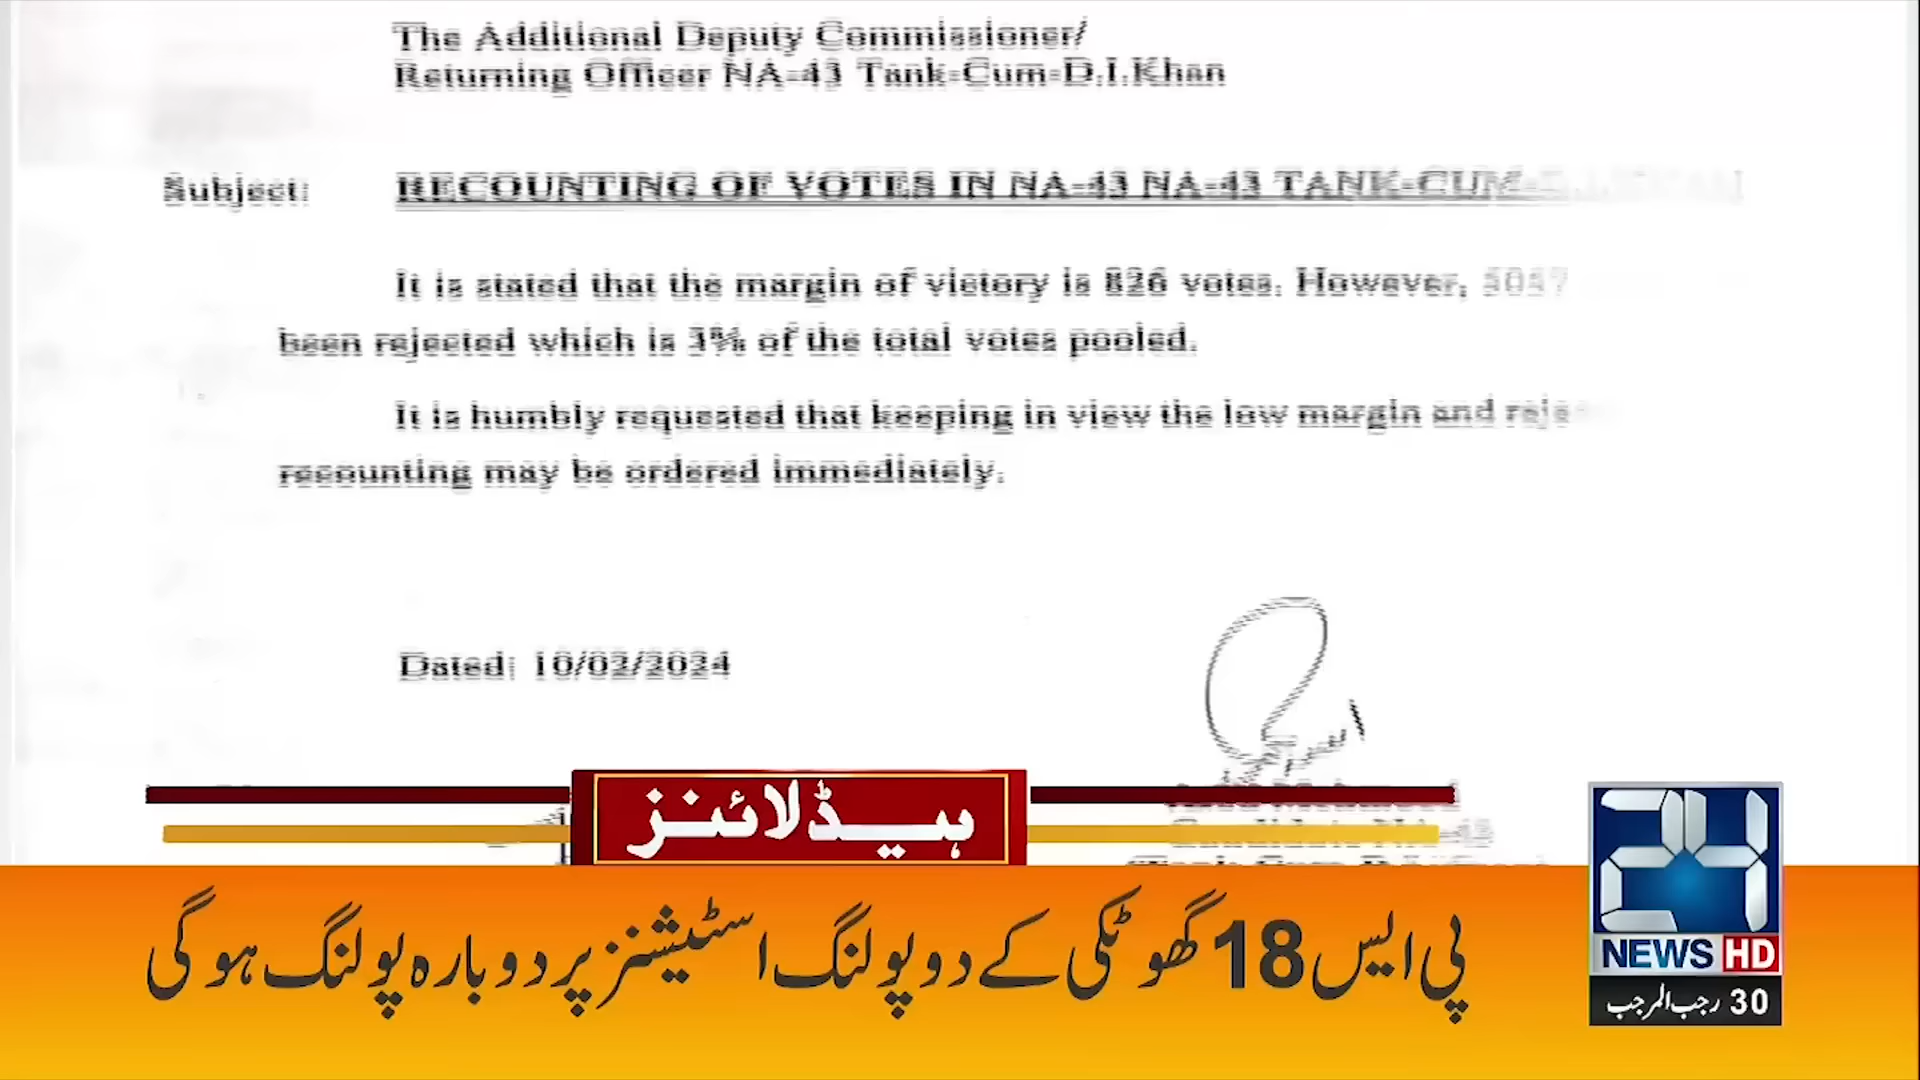 The Additional Deputy Commissioner/
Returning Officer NA-43 Tank-Cum-D.I.Khan
Subject: RECOUNTING OF VOTES IN NA-43 NA-43 TANK-CUM-
It is stated that the margin of victory is 826 votes. However,
been rejected which is 3% of the total votes pooled.
It is humbly requested that keeping in view the low margin and
recounting may be ordered immediately.
Dated: 10/02/2024
ہیڈلائنز
پی ایس 18 گھوٹکی کے دو پولنگ اسٹیشنز پر دوبارہ پولنگ ہوگی
24
NEWS HD
30 رجب المرجب